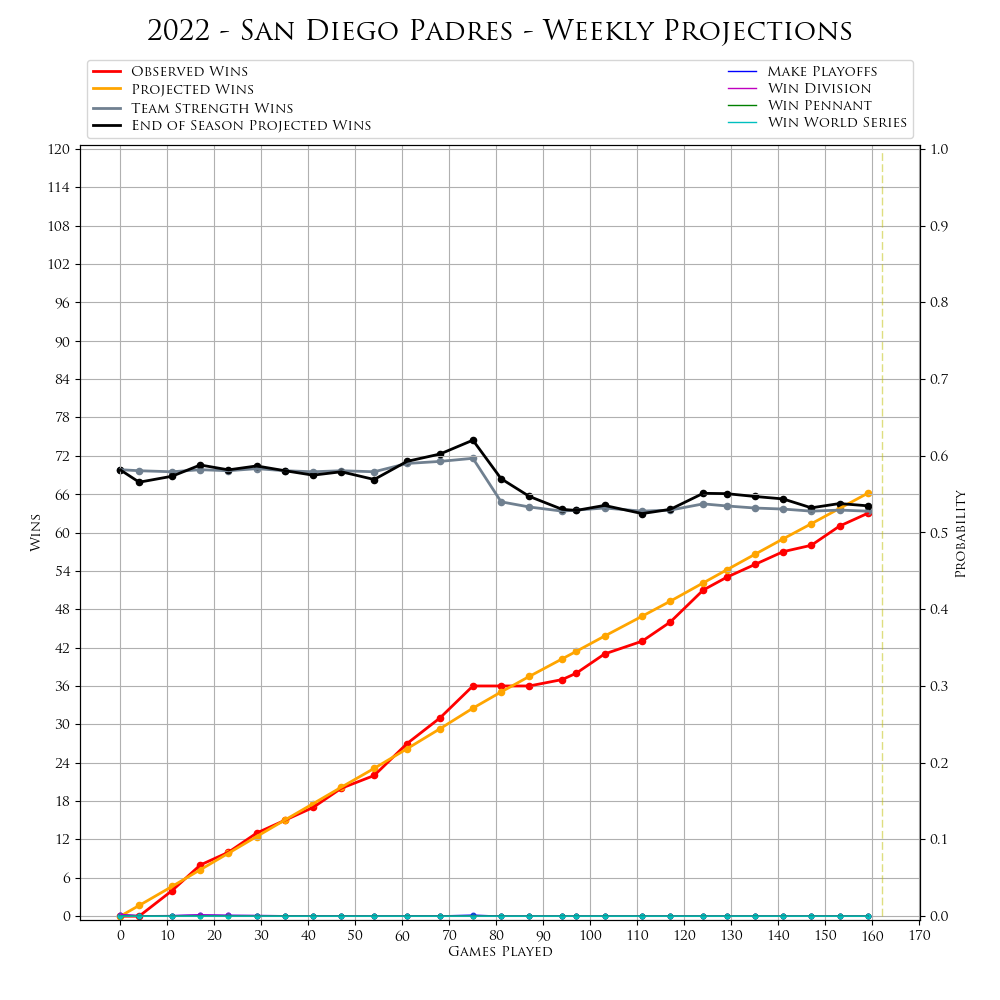 2022 - San Diego Padres - Weekly Projections
Observed Wins
Projected Wins
Team Strength Wins
End of Season Projected Wins
Make Playoffs
Win Division
Win Pennant
Win World Series
120
114
108
102
96
90
84
78
72
66
60
54
48
42
36
30
24
18
12
6
0
Wins
1.0
0.9
0.8
0.7
0.6
0.5
0.4
0.3
0.2
0.1
0.0
Probability
0 10 20 30 40 50 60 70 80 90 100 110 120 130 140 150 160 170
Games Played